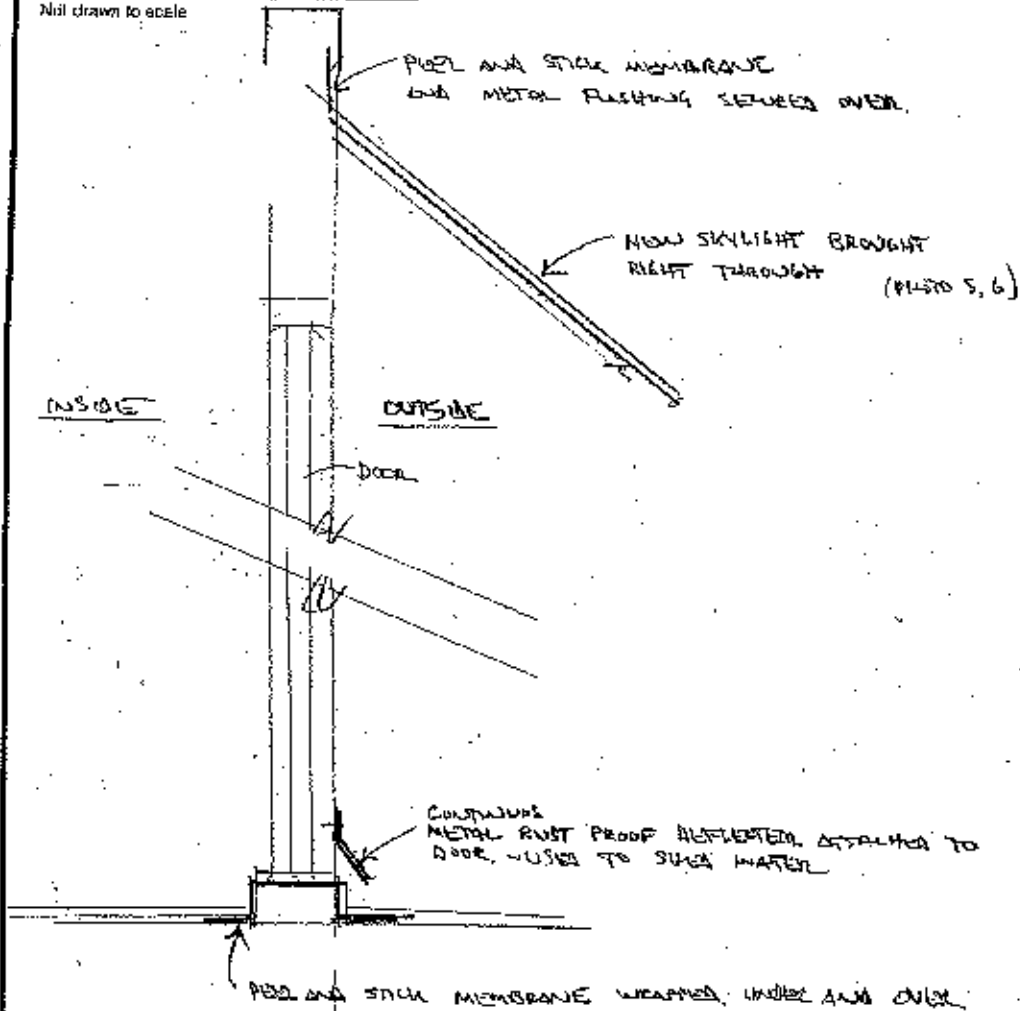 Not drawn to scale
PEEL AND STICK MEMBRANE
AND METAL FLASHING SECURED OVER.
NEW SKYLIGHT BROUGHT
RIGHT THROUGH
(PHOTO 5, 6)
INSIDE
OUTSIDE
DOOR
CONTINUOUS
METAL RUST PROOF DEFLECTER ATTACHED TO
DOOR, USED TO SHED WATER
PEEL AND STICK MEMBRANE WRAPPED, UNDER AND OVER.